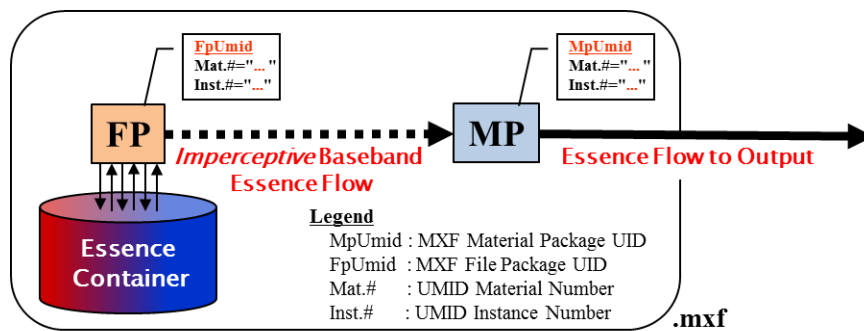 FpUmid
Mat.#="..."
Inst.#="..."
MpUmid
Mat.#="..."
Inst.#="..."
FP
MP
Imperceptive Baseband
Essence Flow
Essence Flow to Output
Essence
Container
Legend
MpUmid : MXF Material Package UID
FpUmid : MXF File Package UID
Mat.# : UMID Material Number
Inst.# : UMID Instance Number
.mxf